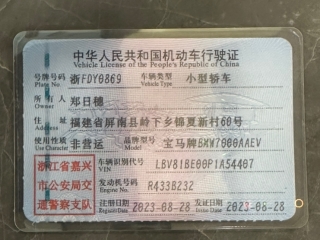 中华人民共和国机动车行驶证
Vehicle License of the People's Republic of China
号牌号码 浙FDY0869 车辆类型 小型轿车
Plate No. Vehicle Type
所有人 郑日穗
Owner
住址 福建省屏南县岭下乡锦夏新村60号
Address
使用性质 非营运 品牌型号 宝马牌BMW7000AAEV
Use Character Model
浙江省嘉兴
市公安局交
通警察支队
车辆识别代号 LBV81BE00P1A54407
VIN
发动机号码 R433B232
Engine No.
注册日期 2023-08-28 发证日期 2023-08-28
Register Date Issue Date